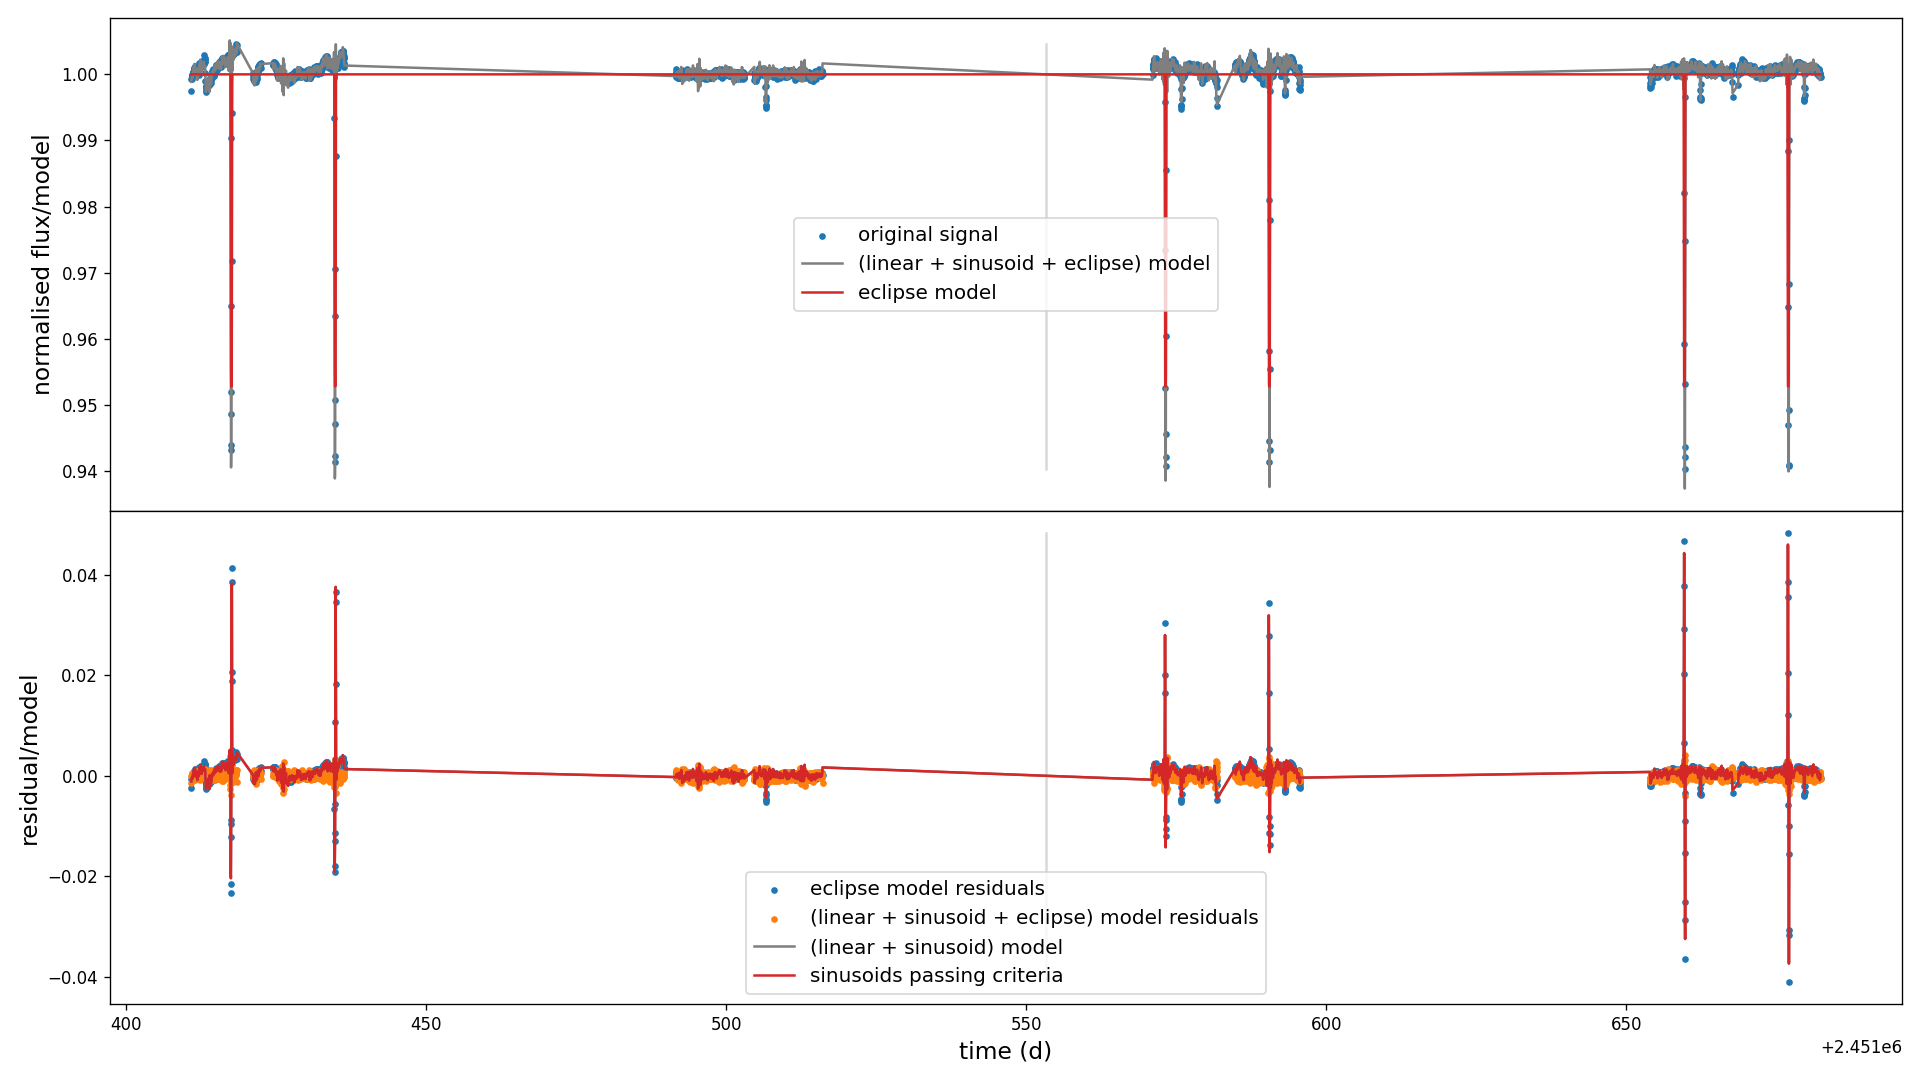 normalised flux/model
1.00
0.99
0.98
0.97
0.96
0.95
0.94
original signal
(linear + sinusoid + eclipse) model
eclipse model
residual/model
0.04
0.02
0.00
−0.02
−0.04
eclipse model residuals
(linear + sinusoid + eclipse) model residuals
(linear + sinusoid) model
sinusoids passing criteria
400 450 500 550 600 650
time (d)
+2.451e6